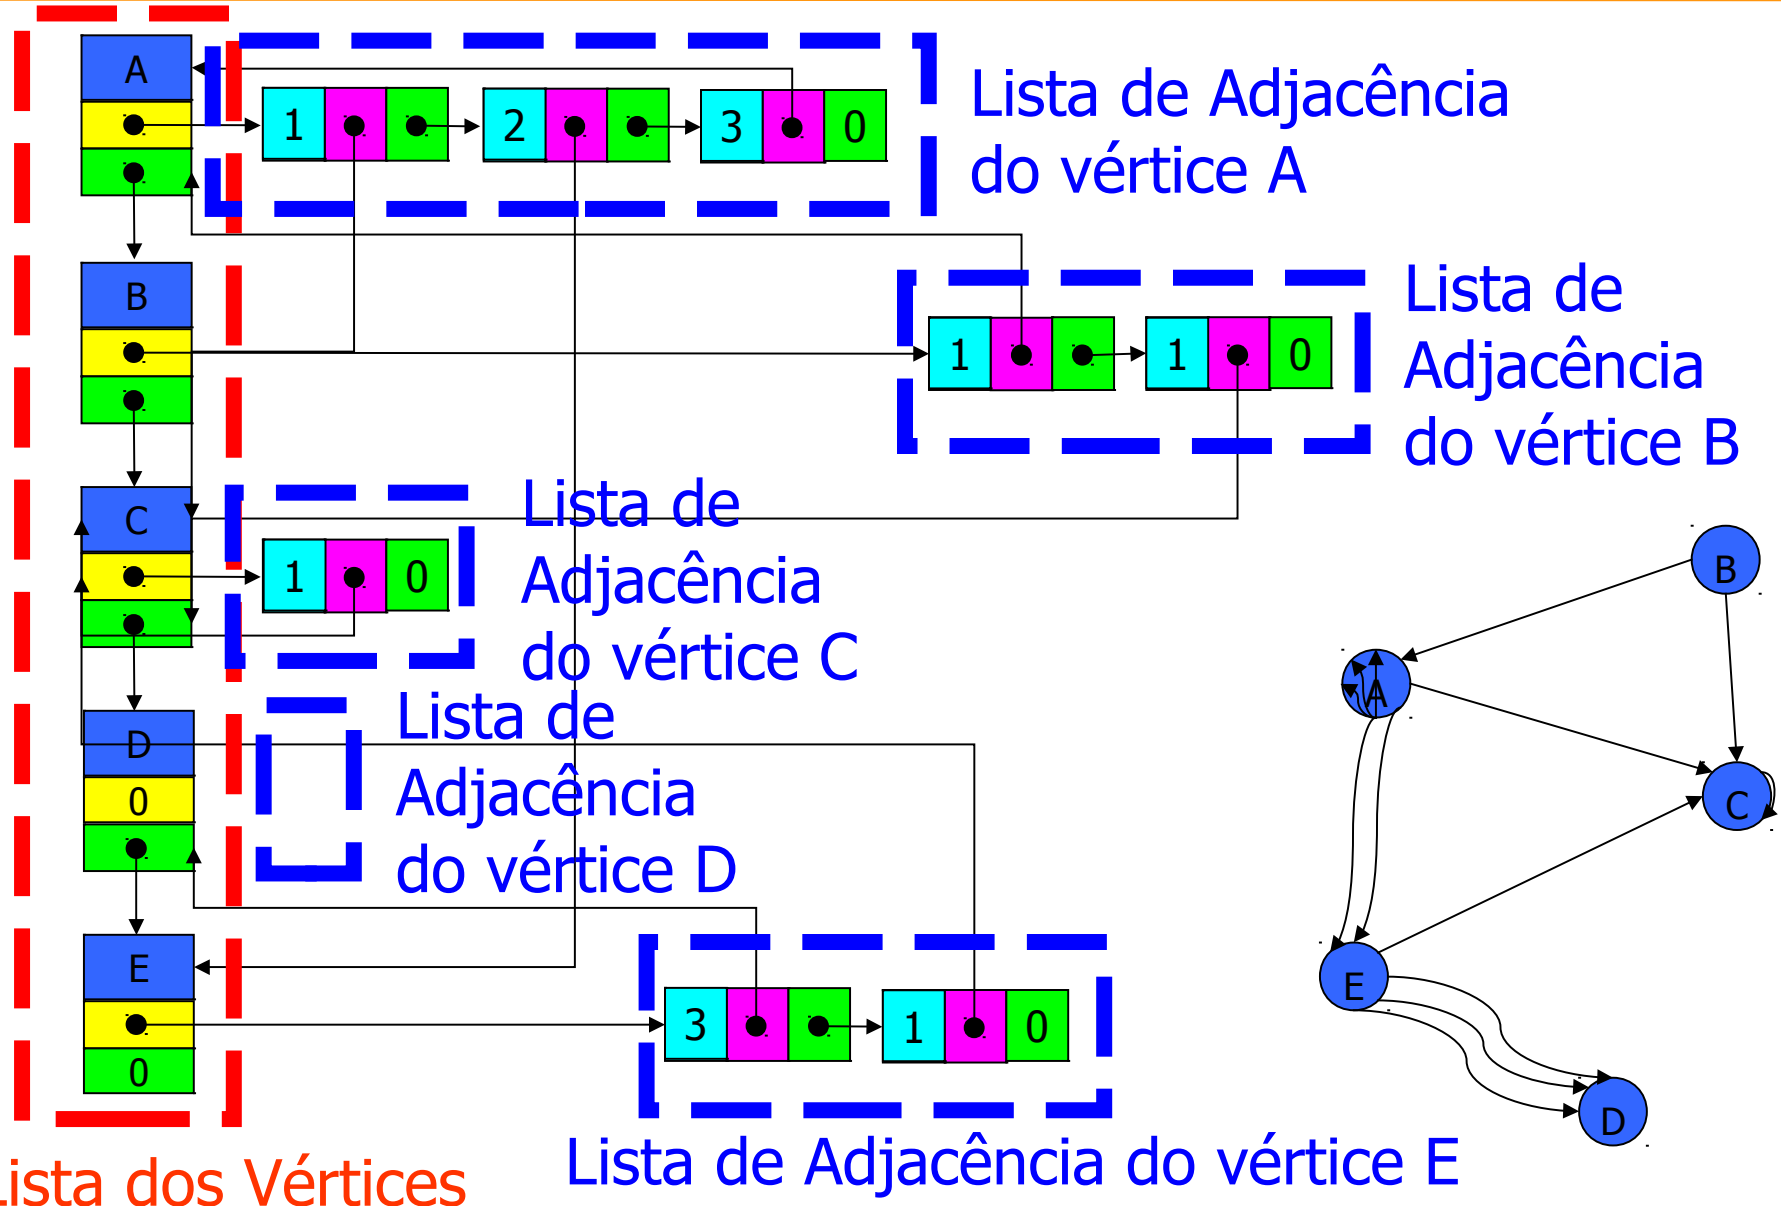 A
1 2 3 0
Lista de Adjacência
do vértice A
B
1 1 0
Lista de
Adjacência
do vértice B
C
1 0
Lista de
Adjacência
do vértice C
D
0
Lista de
Adjacência
do vértice D
E
0
3 1 0
Lista de Adjacência do vértice E
Lista dos Vértices
B
A
C
E
D